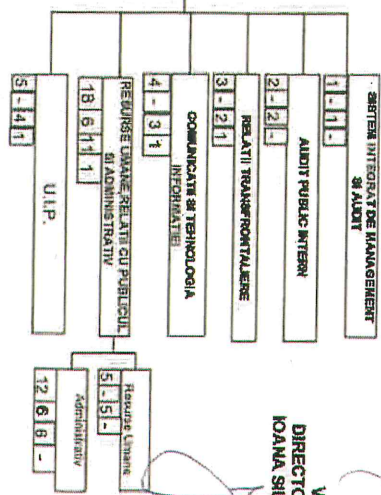 SISTEM INTEGRAT DE MANAGEMENT
SI AUDIT
1 - 1 -
AUDIT PUBLIC INTERN
2 - 2 -
RELATII TRANSFRONTALIERE
3 - 2 1
COMUNICATII SI TEHNOLOGIA
INFORMATIEI
4 - 3 1
RESURSE UMANE, RELATII CU PUBLICUL
SI ADMINISTRATIV
18 6 11 1
U.I.P.
5 - 4 1
Resurse Umane
5 - 5 -
Administrativ
12 6 6 -
DIRECTO
IOANA